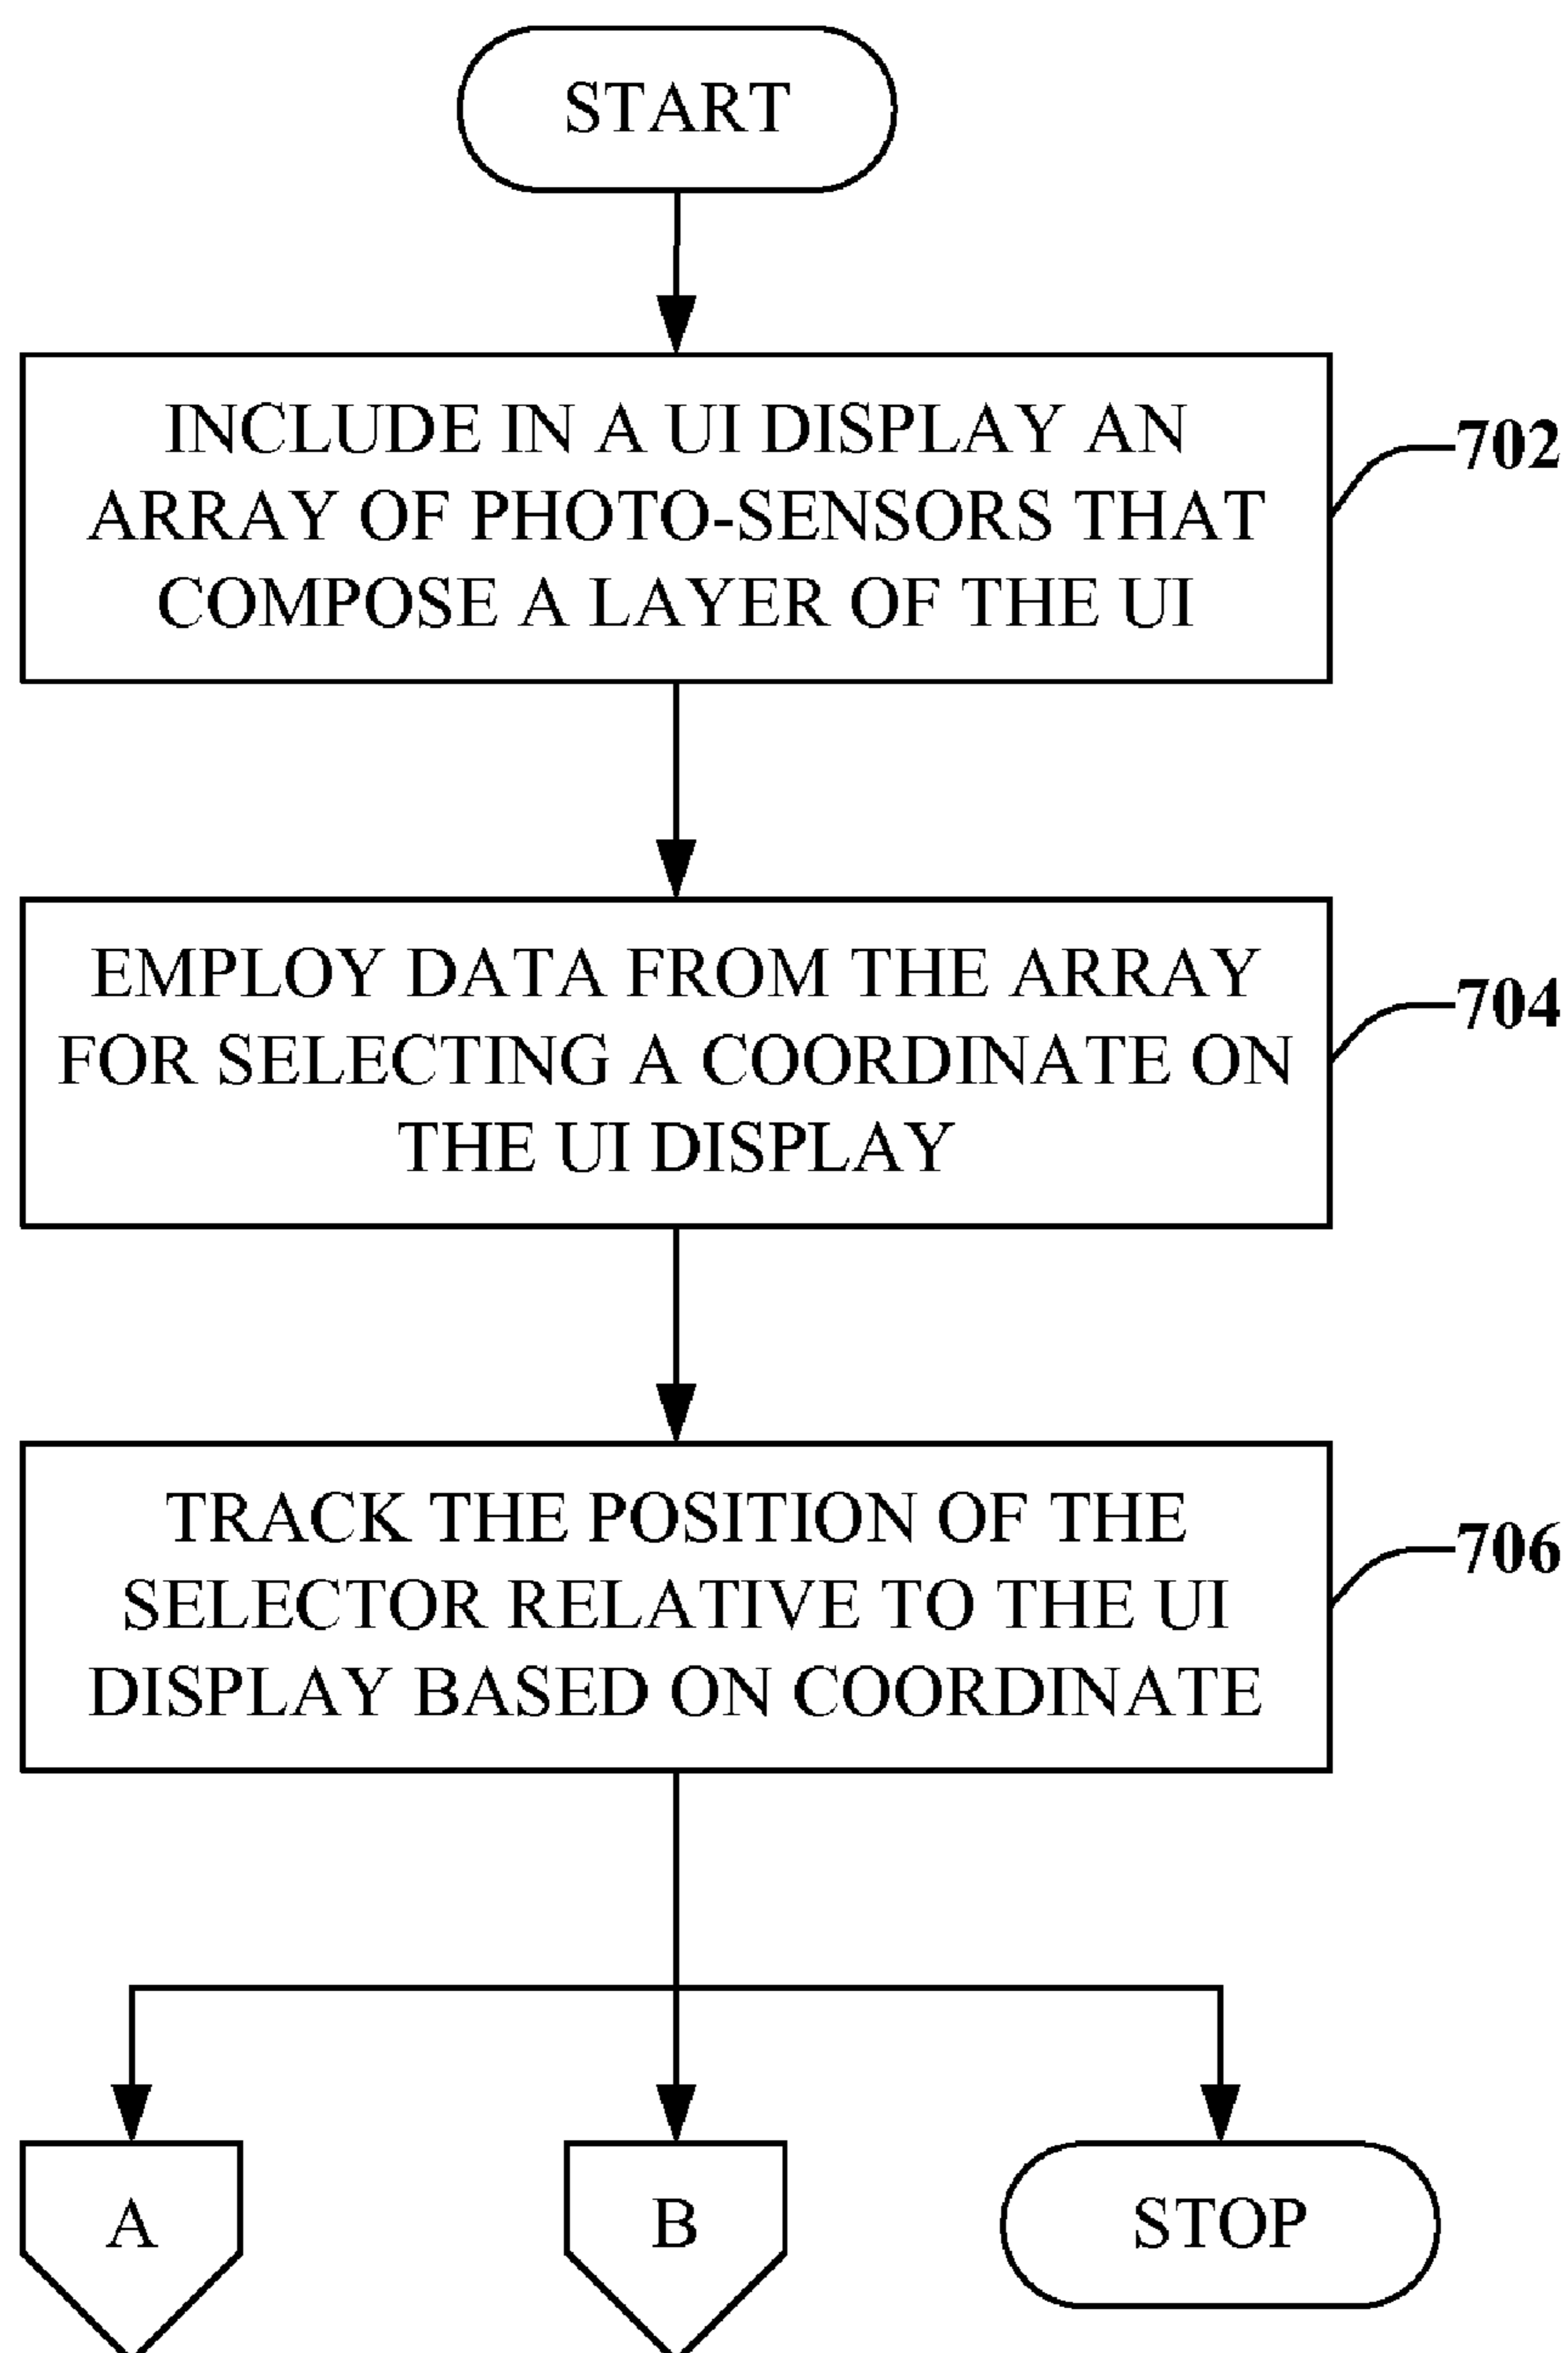 START
INCLUDE IN A UI DISPLAY AN
ARRAY OF PHOTO-SENSORS THAT
COMPOSE A LAYER OF THE UI
702
EMPLOY DATA FROM THE ARRAY
FOR SELECTING A COORDINATE ON
THE UI DISPLAY
704
TRACK THE POSITION OF THE
SELECTOR RELATIVE TO THE UI
DISPLAY BASED ON COORDINATE
706
A
B
STOP